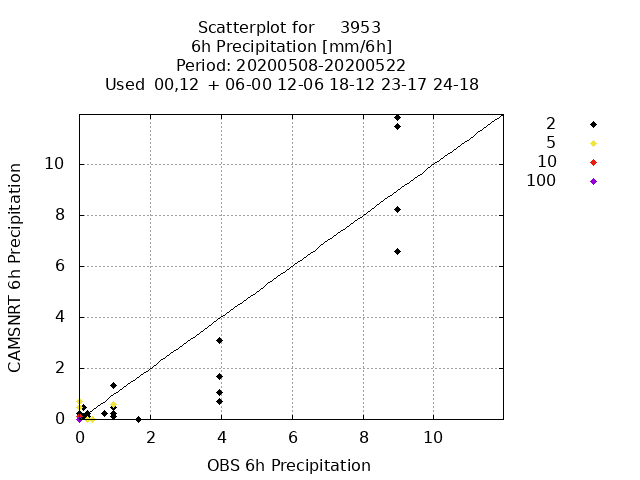 Scatterplot for 3953
6h Precipitation [mm/6h]
Period: 20200508-20200522
Used 00,12 + 06-00 12-06 18-12 23-17 24-18
2
5
10
100
CAMSNRT 6h Precipitation
10
8
6
4
2
0
0 2 4 6 8 10
OBS 6h Precipitation